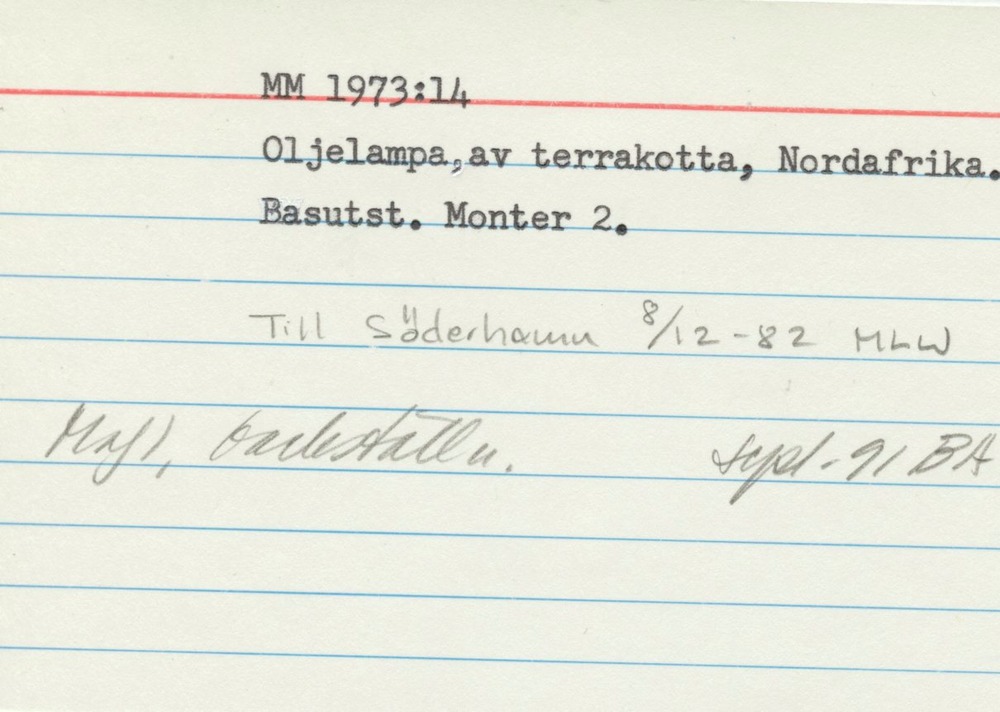 MM 1973:14
Oljelampa,av terrakotta, Nordafrika.
Basutst. Monter 2.
Till Söderhamn 8/12-82 MLW
sept.-91 BA